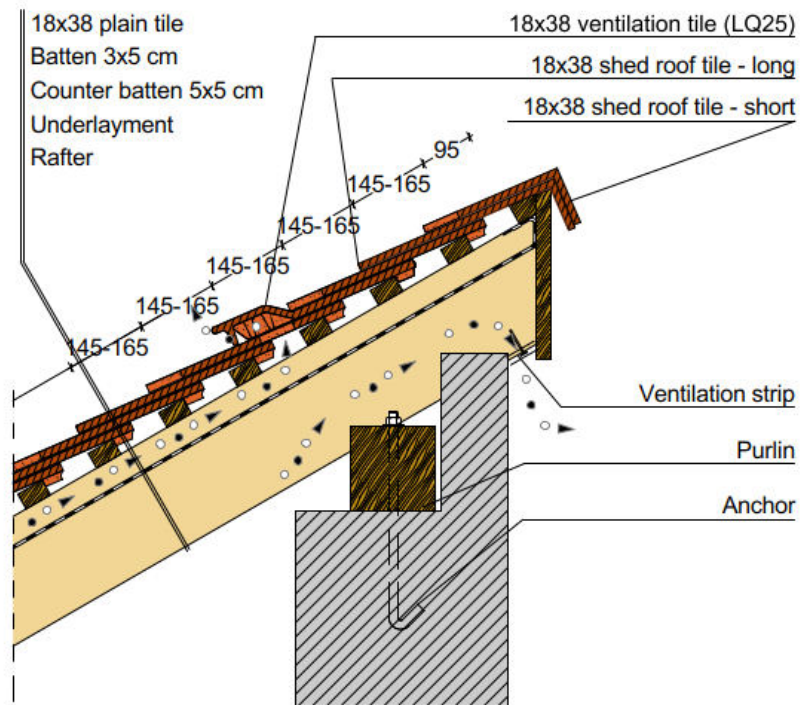 18x38 plain tile
Batten 3x5 cm
Counter batten 5x5 cm
Underlayment
Rafter
18x38 ventilation tile (LQ25)
18x38 shed roof tile - long
18x38 shed roof tile - short
95
145-165
145-165
145-165
145-165
145-165
Ventilation strip
Purlin
Anchor